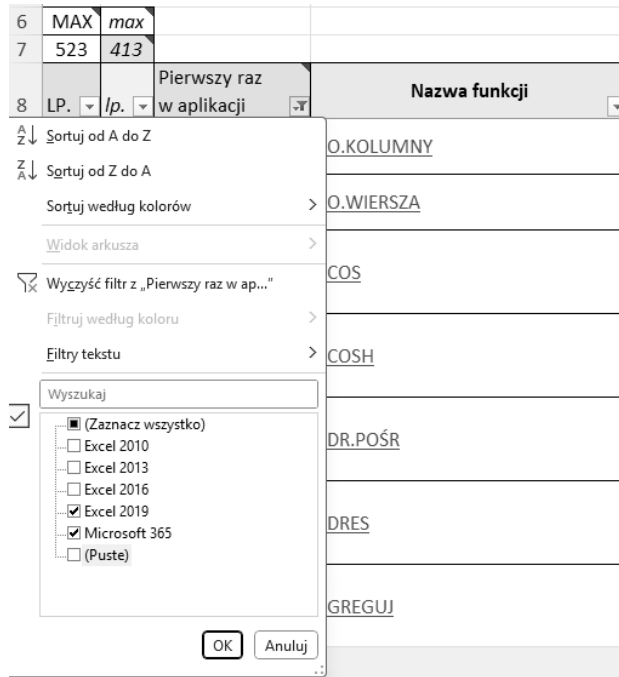 6 MAX max
7 523 413
8 LP. lp. Pierwszy raz w aplikacji Nazwa funkcji
Sortuj od A do Z
Sortuj od Z do A
Sortuj według kolorów
Widok arkusza
Wyczyść filtr z „Pierwszy raz w ap..."
Filtruj według koloru
Filtry tekstu
Wyszukaj
(Zaznacz wszystko)
Excel 2010
Excel 2013
Excel 2016
Excel 2019
Microsoft 365
(Puste)
OK Anuluj
O.KOLUMNY
O.WIERSZA
COS
COSH
DR.POŚR
DRES
GREGUJ